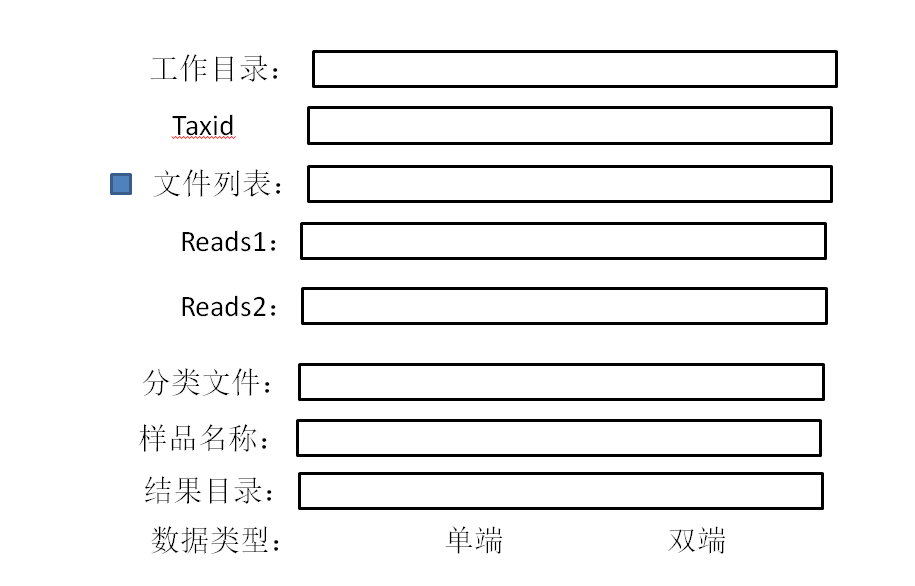 工作目录：
Taxid
文件列表：
Reads1：
Reads2：
分类文件：
样品名称：
结果目录：
数据类型： 单端 双端